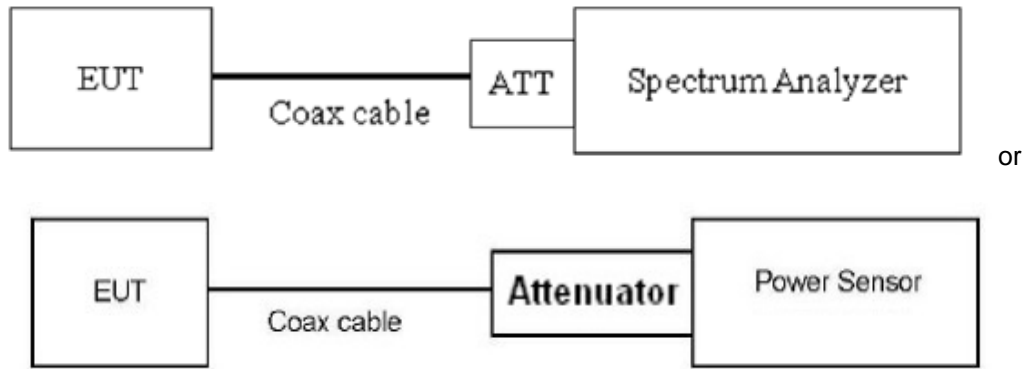 EUT
Coax cable
ATT
Spectrum Analyzer
or
EUT
Coax cable
Attenuator
Power Sensor